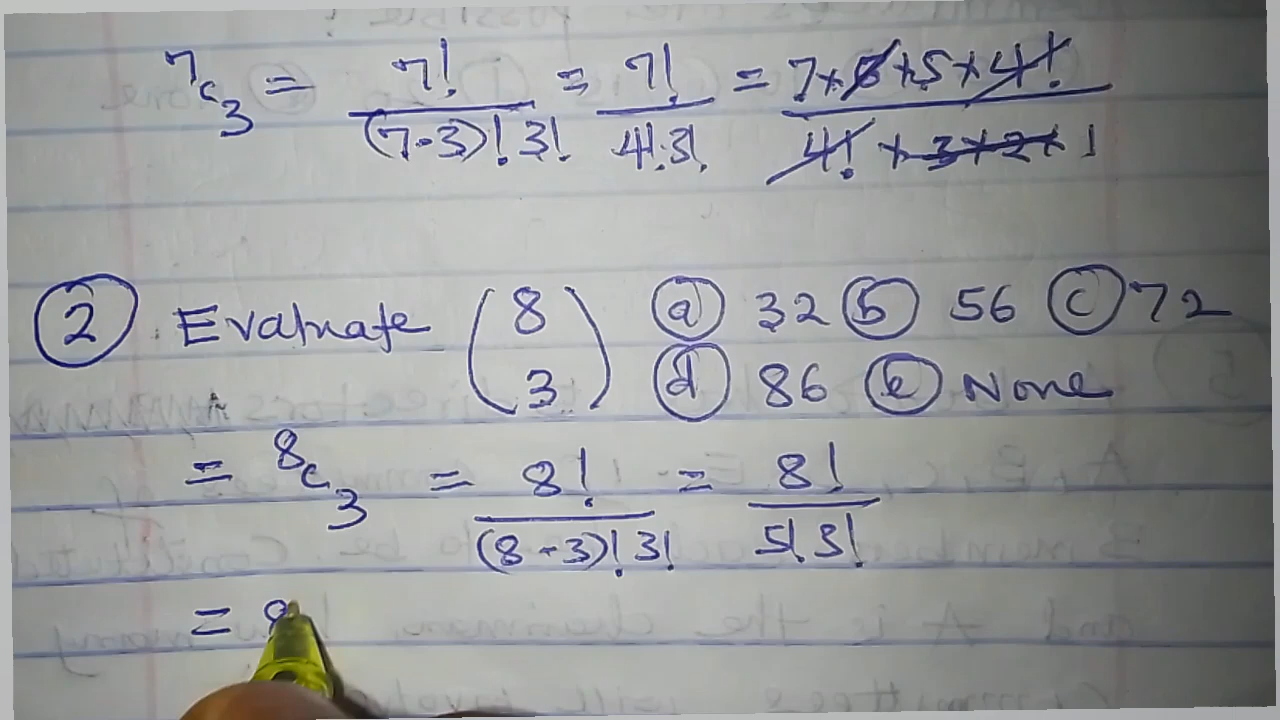 ⁷C₃ = 7!/((7-3)!3!) = 7!/(4!3!) = (7×6×5×4!)/(4!×3×2×1)
② Evaluate (8 3) ⓐ 32 ⓑ 56 ⓒ 72
ⓓ 86 ⓔ None
= ⁸C₃ = 8!/((8-3)!3!) = 8!/(5!3!)
= 8